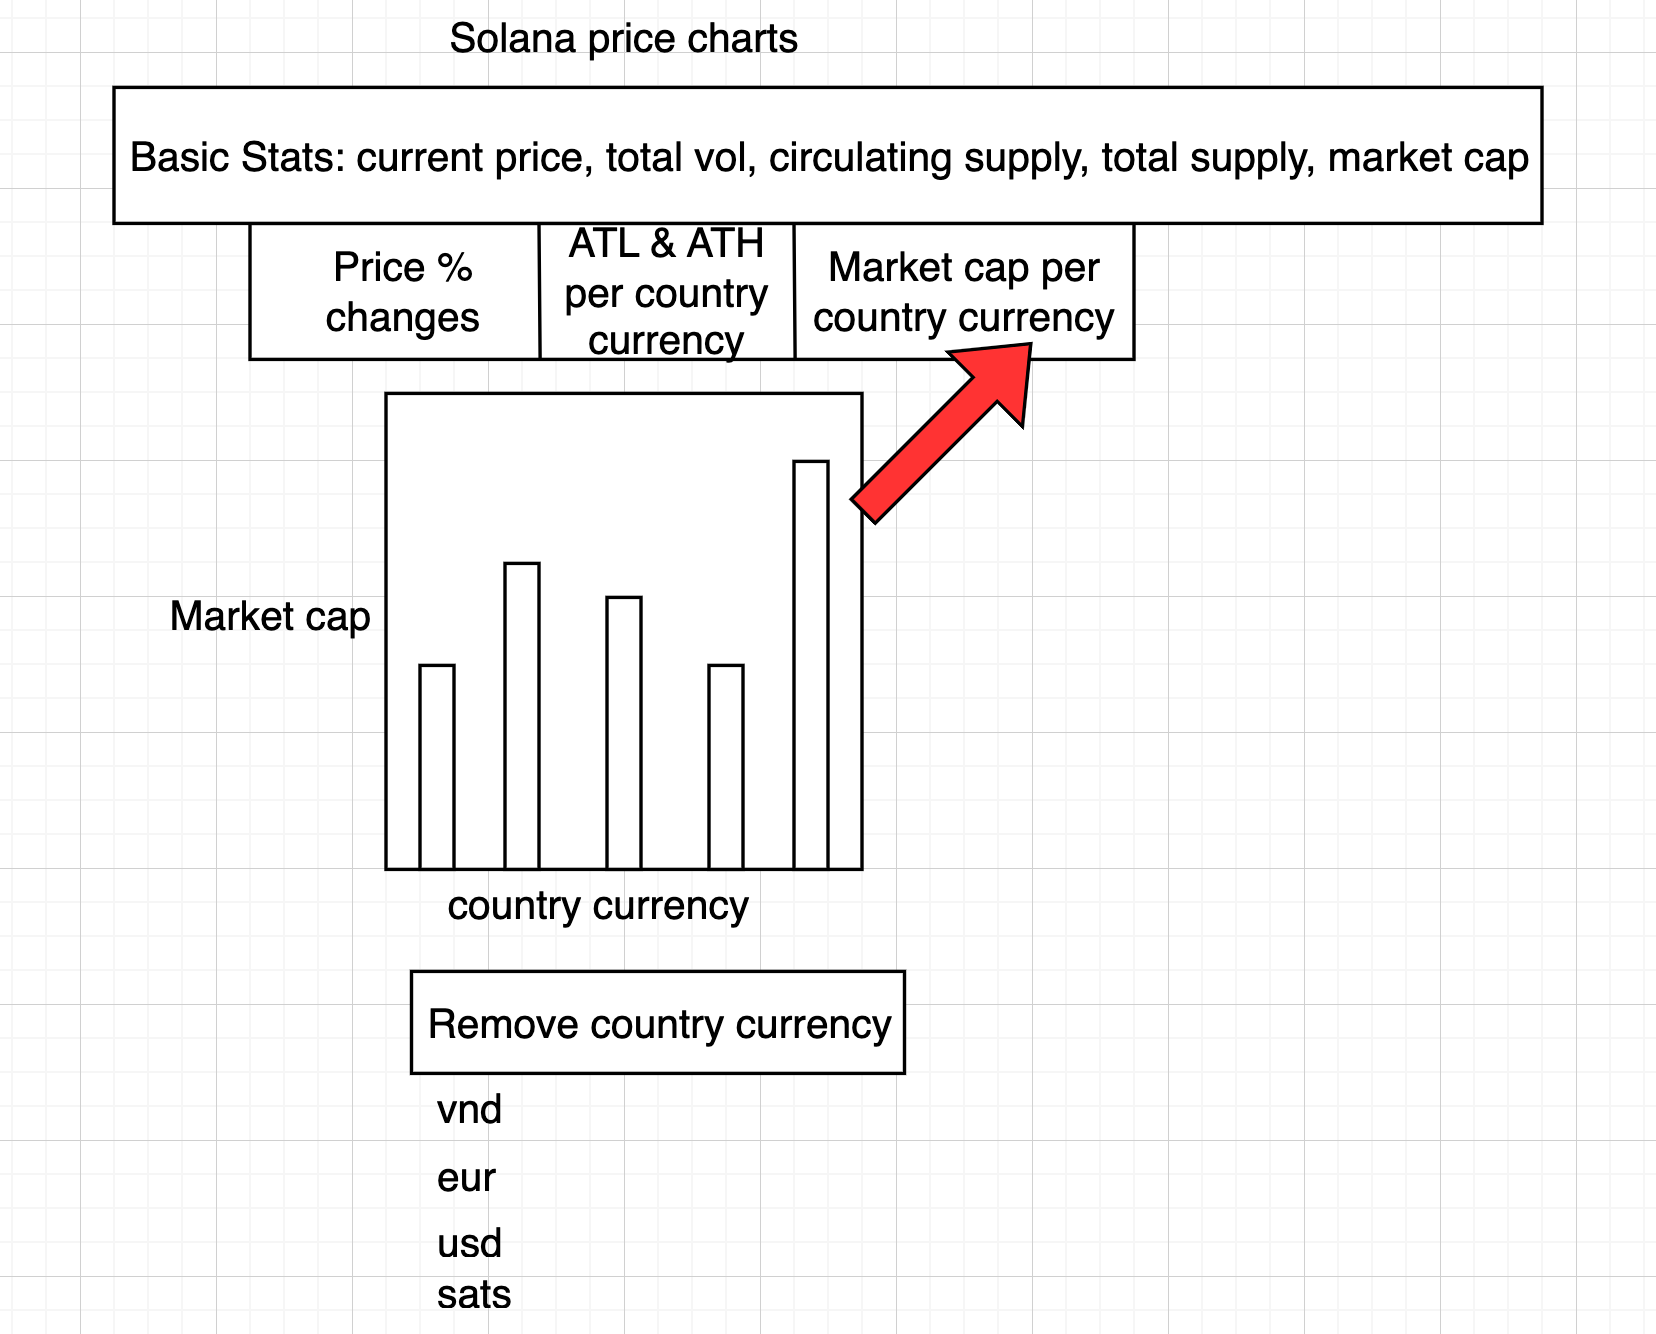 Solana price charts
Basic Stats: current price, total vol, circulating supply, total supply, market cap
Price %
changes
ATL & ATH
per country
currency
Market cap per
country currency
Market cap
country currency
Remove country currency
vnd
eur
usd
sats